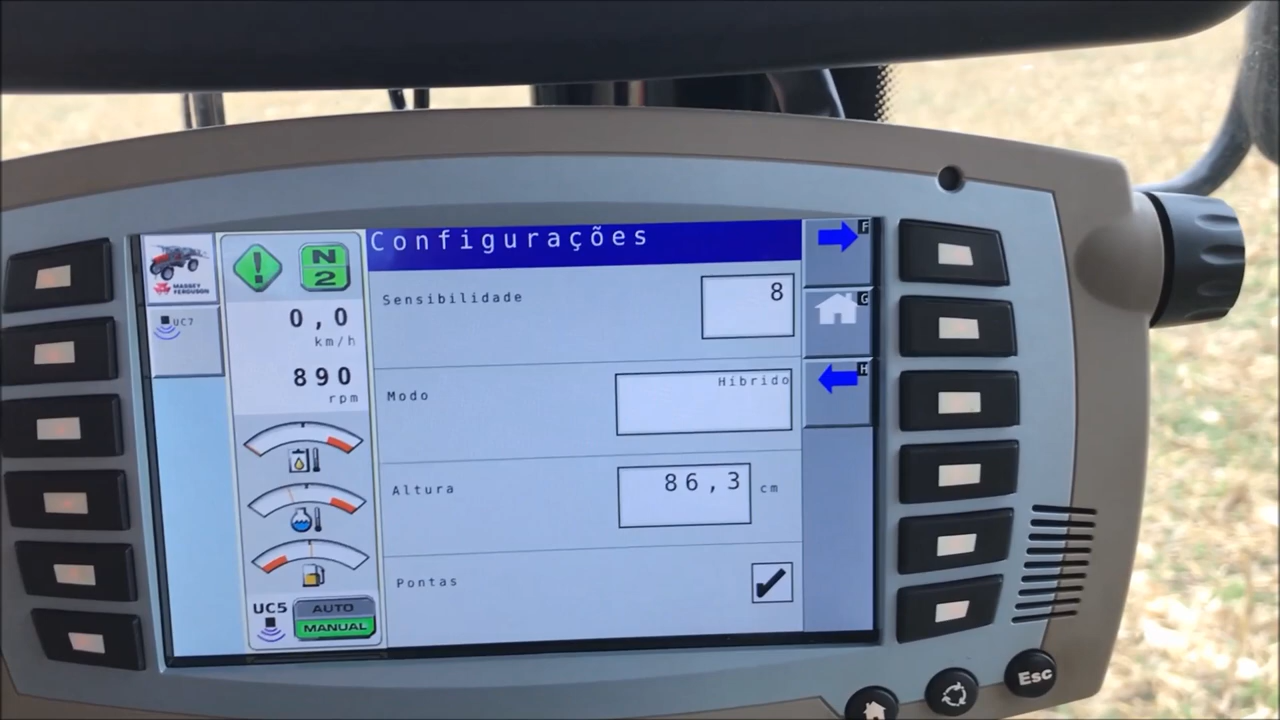 MASSEY
FERGUSON
UC7
N
2
0,0
km/h
890
rpm
UC5
AUTO
MANUAL
Configurações
Sensibilidade
8
Modo
Híbrido
Altura
86,3 cm
Pontas
F
G
H
Esc